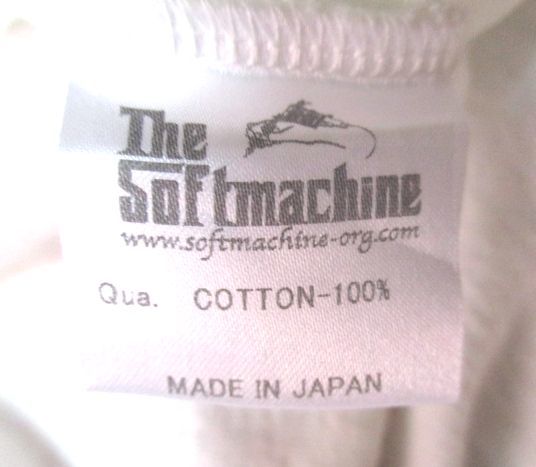 The
Softmachine
www.softmachine-org.com
Qua. COTTON-100%
MADE IN JAPAN